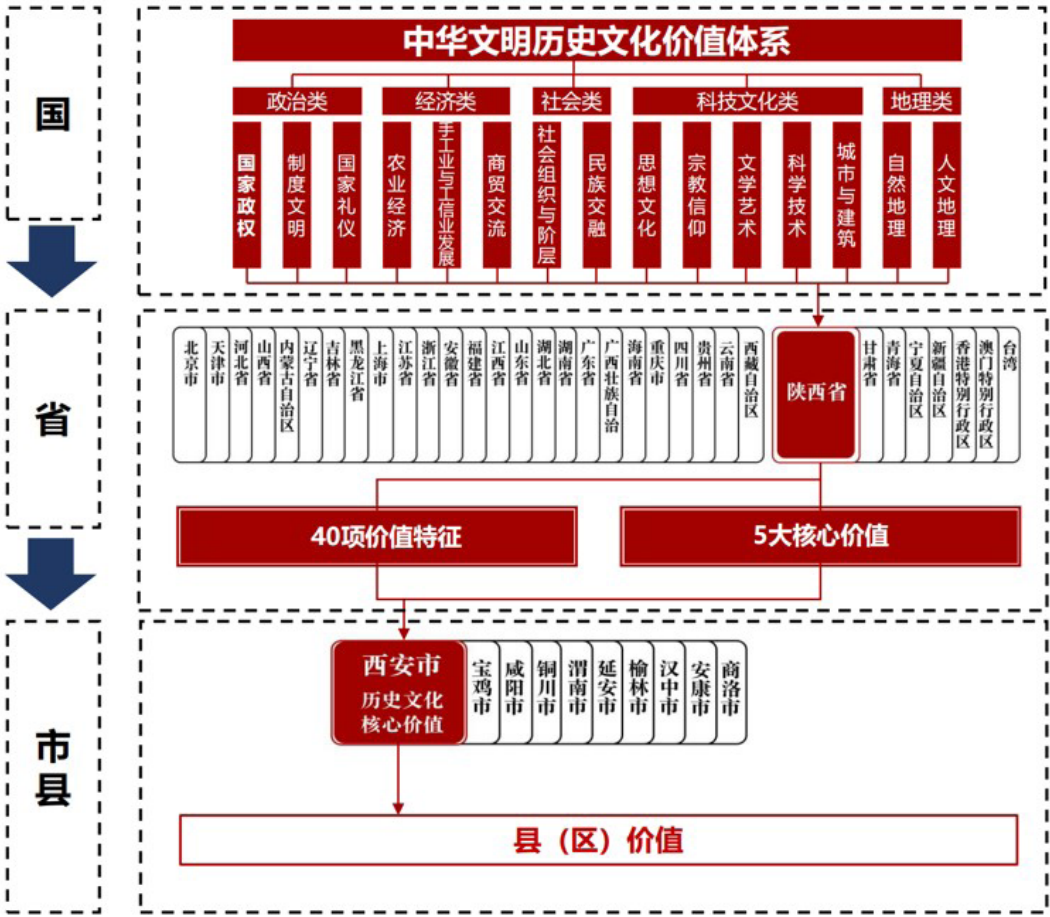 国
中华文明历史文化价值体系
政治类
经济类
社会类
科技文化类
地理类
国家政权
制度文明
国家礼仪
农业经济
手工业与工信业发展
商贸交流
社会组织与阶层
民族交融
思想文化
宗教信仰
文学艺术
科学技术
城市与建筑
自然地理
人文地理
省
北京市
天津市
河北省
山西省
内蒙古自治区
辽宁省
吉林省
黑龙江省
上海市
江苏省
浙江省
安徽省
福建省
江西省
山东省
湖北省
湖南省
广东省
广西壮族自治
海南省
重庆市
四川省
贵州省
云南省
西藏自治区
陕西省
甘肃省
青海省
宁夏自治区
新疆自治区
香港特别行政区
澳门特别行政区
台湾
40项价值特征
5大核心价值
市县
西安市
历史文化
核心价值
宝鸡市
咸阳市
铜川市
渭南市
延安市
榆林市
汉中市
安康市
商洛市
县（区）价值